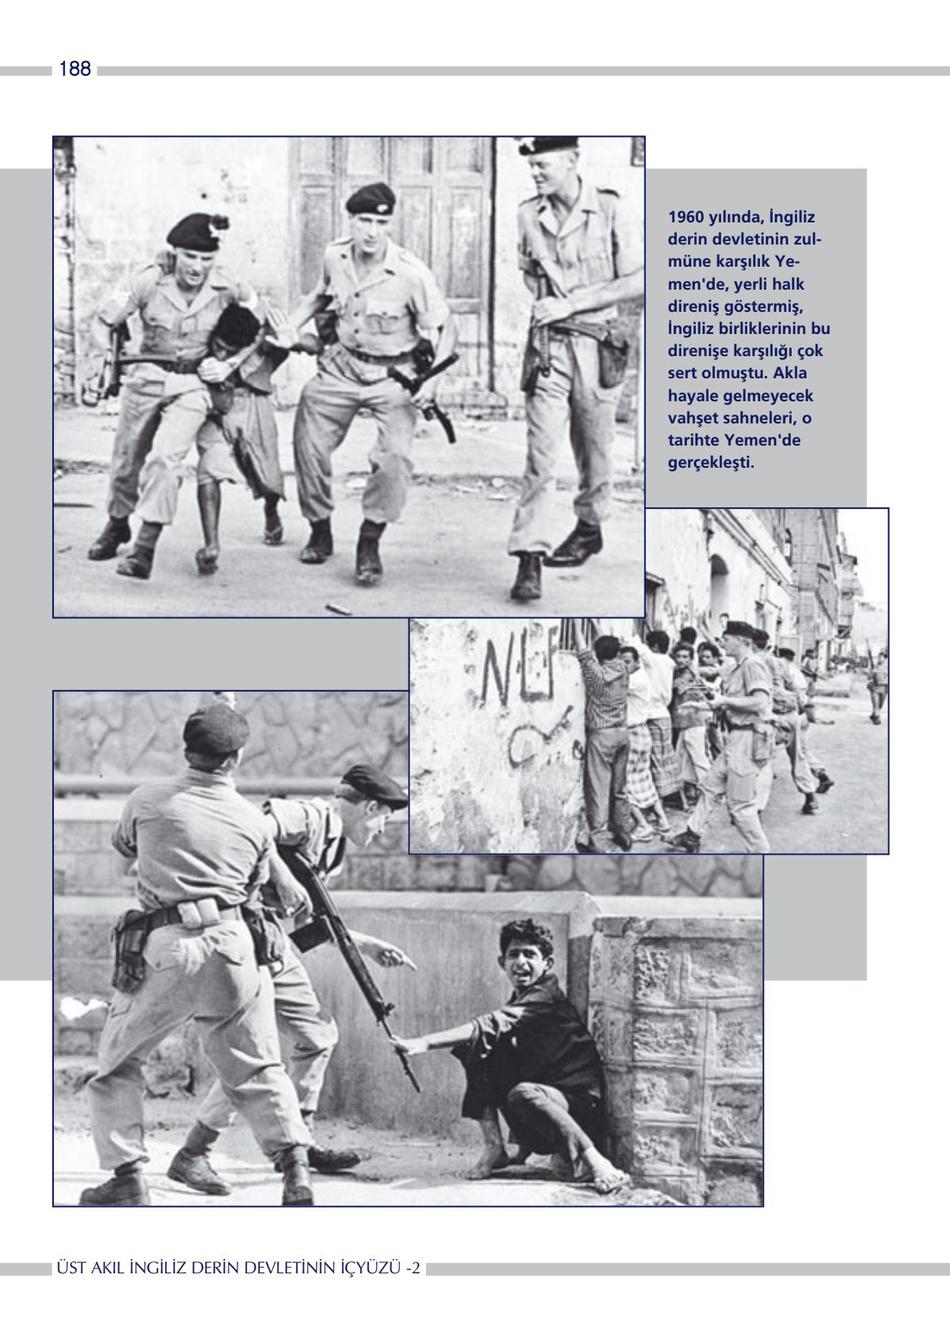 188
1960 yılında, İngiliz
derin devletinin zul-
müne karşılık Ye-
men'de, yerli halk
direniş göstermiş,
İngiliz birliklerinin bu
direnişe karşılığı çok
sert olmuştu. Akla
hayale gelmeyecek
vahşet sahneleri, o
tarihte Yemen'de
gerçekleşti.
NLF
ÜST AKIL İNGİLİZ DERİN DEVLETİNİN İÇYÜZÜ -2